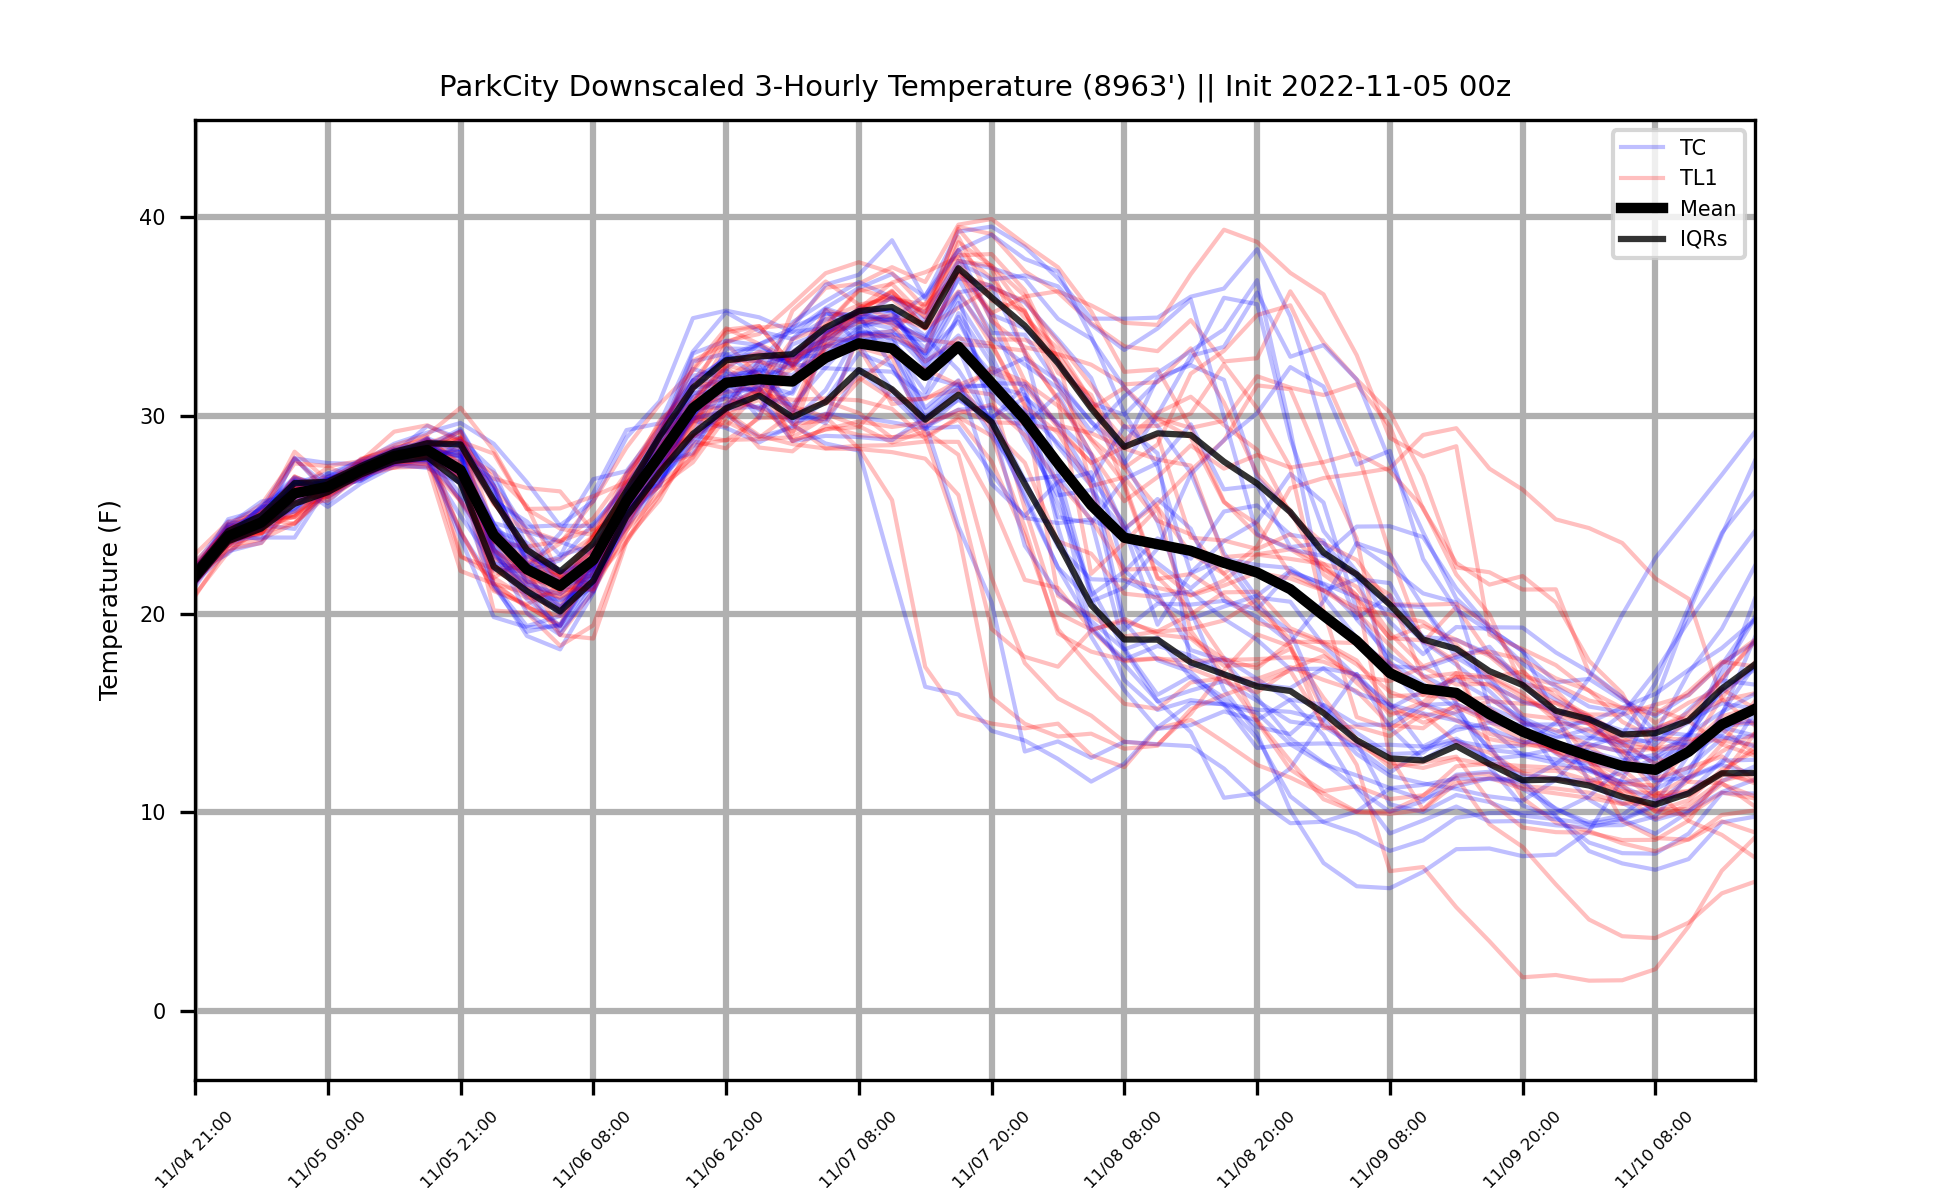 ParkCity Downscaled 3-Hourly Temperature (8963') || Init 2022-11-05 00z
TC
TL1
Mean
IQRs
Temperature (F)
40
30
20
10
0
11/04 21:00
11/05 09:00
11/05 21:00
11/06 08:00
11/06 20:00
11/07 08:00
11/07 20:00
11/08 08:00
11/08 20:00
11/09 08:00
11/09 20:00
11/10 08:00